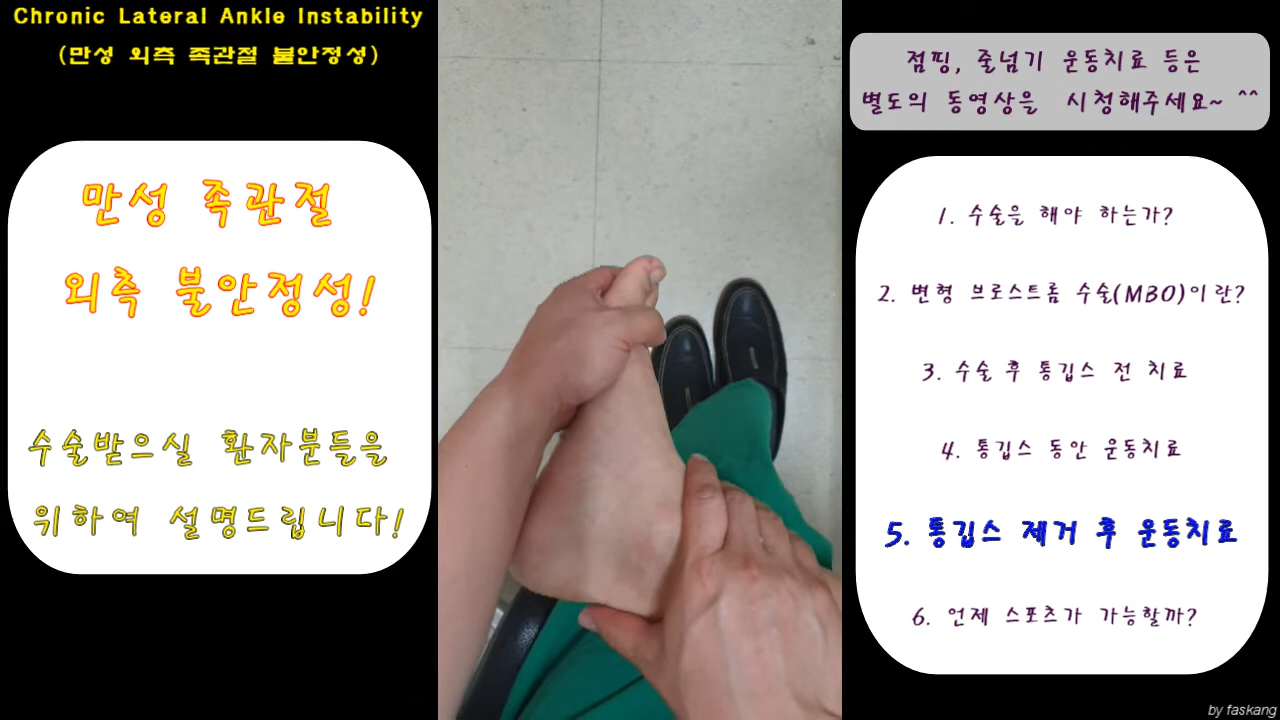 Chronic Lateral Ankle Instability
(만성 외측 족관절 불안정성)
만성 족관절
외측 불안정성!
수술받으실 환자분들을
위하여 설명드립니다!
점핑, 줄넘기 운동치료 등은
별도의 동영상을 시청해주세요~ ^^
1. 수술을 해야 하는가?
2. 변형 브로스트롬 수술(MBO)이란?
3. 수술 후 통깁스 전 치료
4. 통깁스 동안 운동치료
5. 통깁스 제거 후 운동치료
6. 언제 스포츠가 가능할까?
by faskang